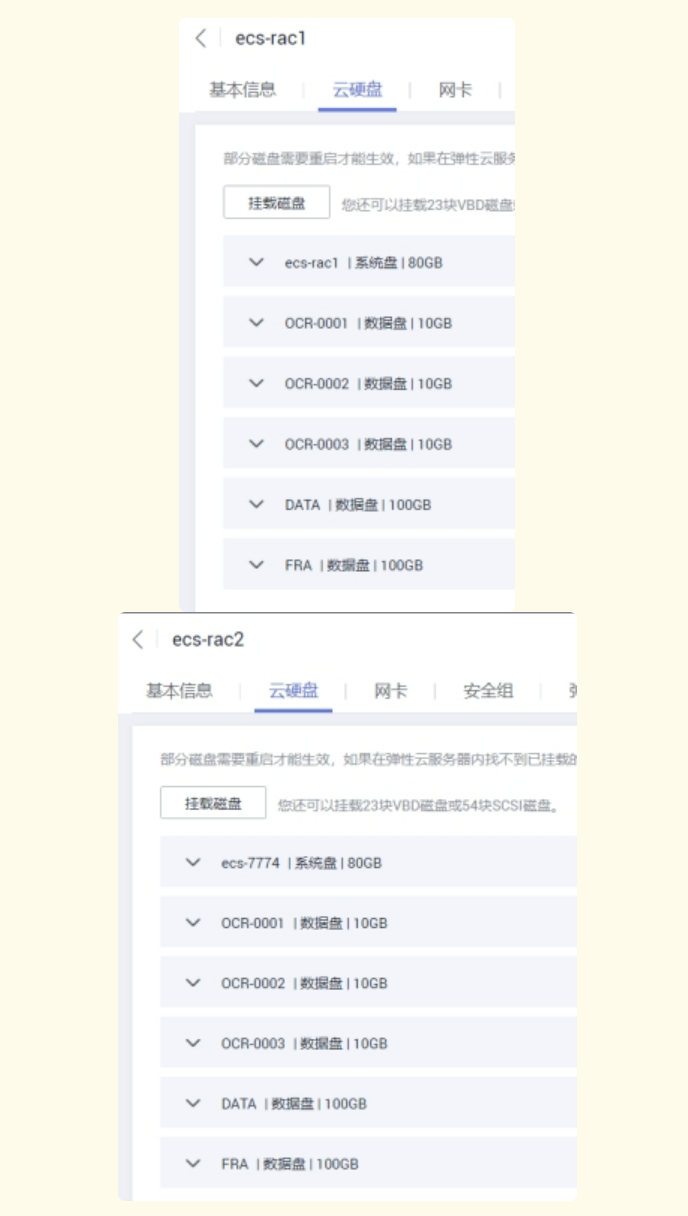 ecs-rac1
基本信息 | 云硬盘 | 网卡 |
部分磁盘需要重启才能生效，如果在弹性云服务
挂载磁盘 您还可以挂载23块VBD磁盘
ecs-rac1 | 系统盘 | 80GB
OCR-0001 | 数据盘 | 10GB
OCR-0002 | 数据盘 | 10GB
OCR-0003 | 数据盘 | 10GB
DATA | 数据盘 | 100GB
FRA | 数据盘 | 100GB
ecs-rac2
基本信息 | 云硬盘 | 网卡 | 安全组 |
部分磁盘需要重启才能生效，如果在弹性云服务器内找不到已挂载的
挂载磁盘 您还可以挂载23块VBD磁盘或54块SCSI磁盘。
ecs-7774 | 系统盘 | 80GB
OCR-0001 | 数据盘 | 10GB
OCR-0002 | 数据盘 | 10GB
OCR-0003 | 数据盘 | 10GB
DATA | 数据盘 | 100GB
FRA | 数据盘 | 100GB